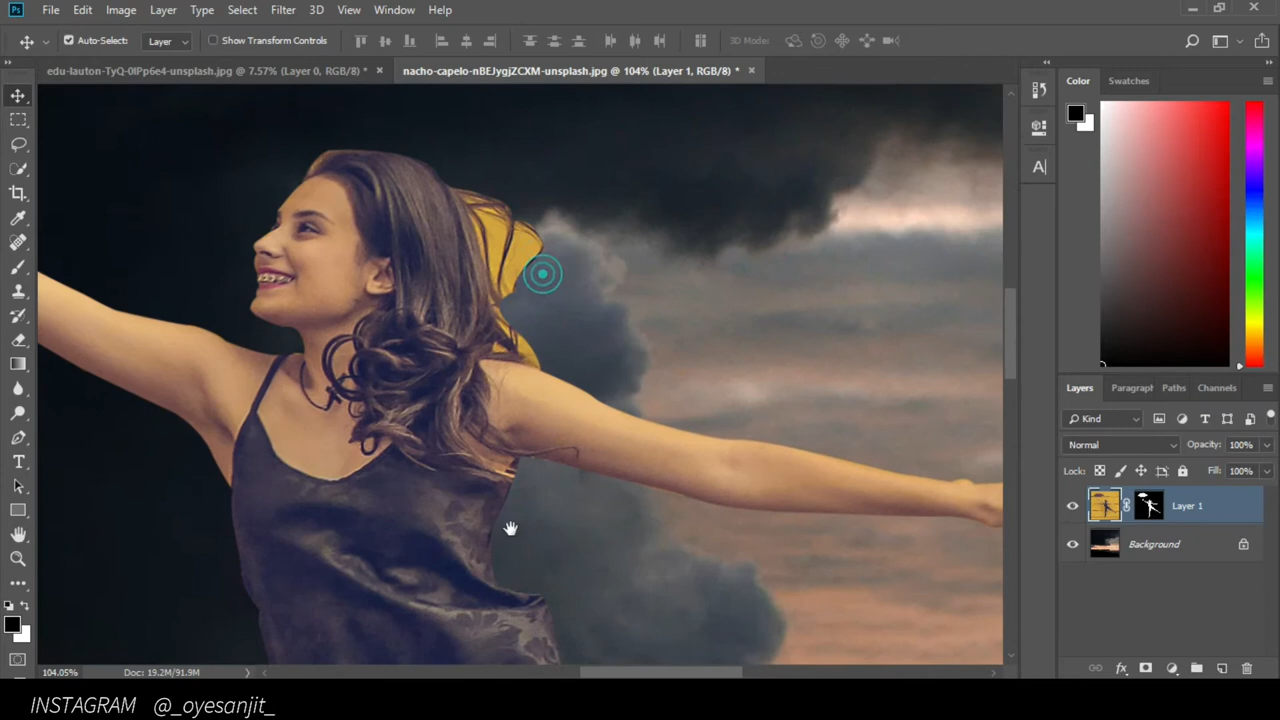 Ps File Edit Image Layer Type Select Filter 3D View Window Help
Auto-Select: Layer Show Transform Controls 3D Mode:
edu-lauton-TyQ-0lPp6e4-unsplash.jpg @ 7.57% (Layer 0, RGB/8) *
nacho-capelo-nBEJygjZCXM-unsplash.jpg @ 104% (Layer 1, RGB/8) *
Color Swatches
A
Layers Paragraph Paths Channels
Kind
T
Normal Opacity: 100%
Lock: Fill: 100%
Layer 1
Background
T
104.05% Doc: 19.2M/91.9M
fx
INSTAGRAM @_oyesanjit_